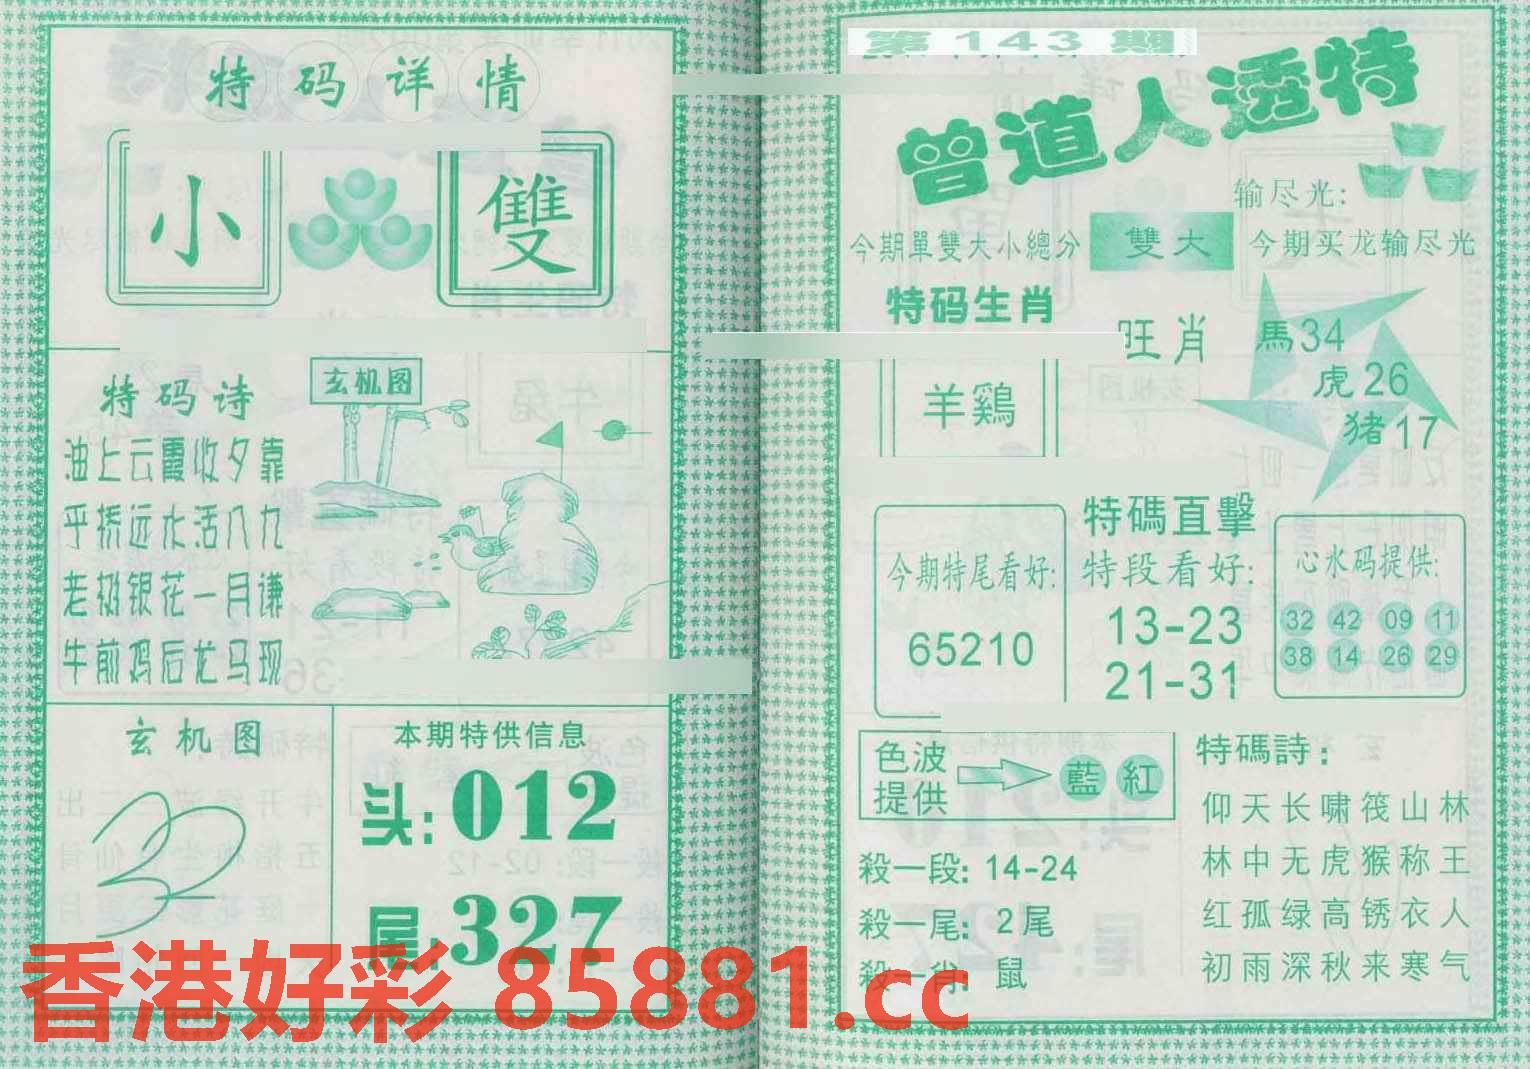 特码详情
小 雙
特码诗 玄机图
油上云霞收夕靠
乎桥远水活八九
老极银花一月谦
牛前鸡后尤马现
玄机图
本期特供信息
头:012
尾:327
第143期
曾道人透特
输尽光:
今期單雙大小總分 雙大 今期买龙输尽光
特码生肖
羊鷄
旺肖 馬34
虎26
猪17
特碼直擊
今期特尾看好:
65210
特段看好:
13-23
21-31
心水码提供:
32 42 09 11
38 14 26 29
色波提供 藍 紅
殺一段: 14-24
殺一尾: 2尾
殺一肖: 鼠
特碼詩:
仰天长啸筏山林
林中无虎猴称王
红孤绿高锈衣人
初雨深秋来寒气
香港好彩 85881.cc